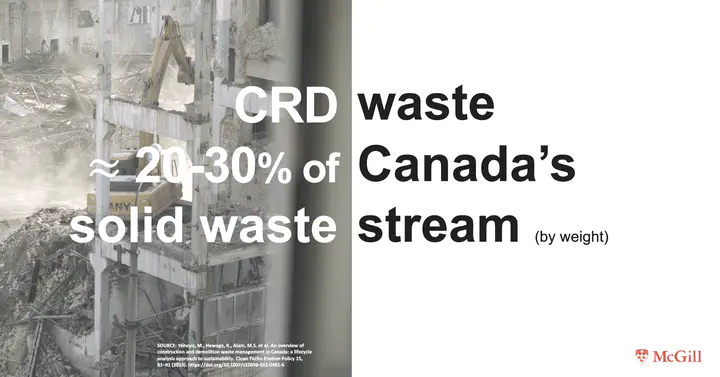 CRD waste
≈ 20-30% of Canada's
solid waste stream (by weight)
ANY
SOURCE: Yeheyis, M., Hewage, K., Alam, M.S. et al. An overview of
construction and demolition waste management in Canada: a lifecycle
analysis approach to sustainability. Clean Techn Environ Policy 15,
81–91 (2013). https://doi.org/10.1007/s10098-012-0481-6
McGill